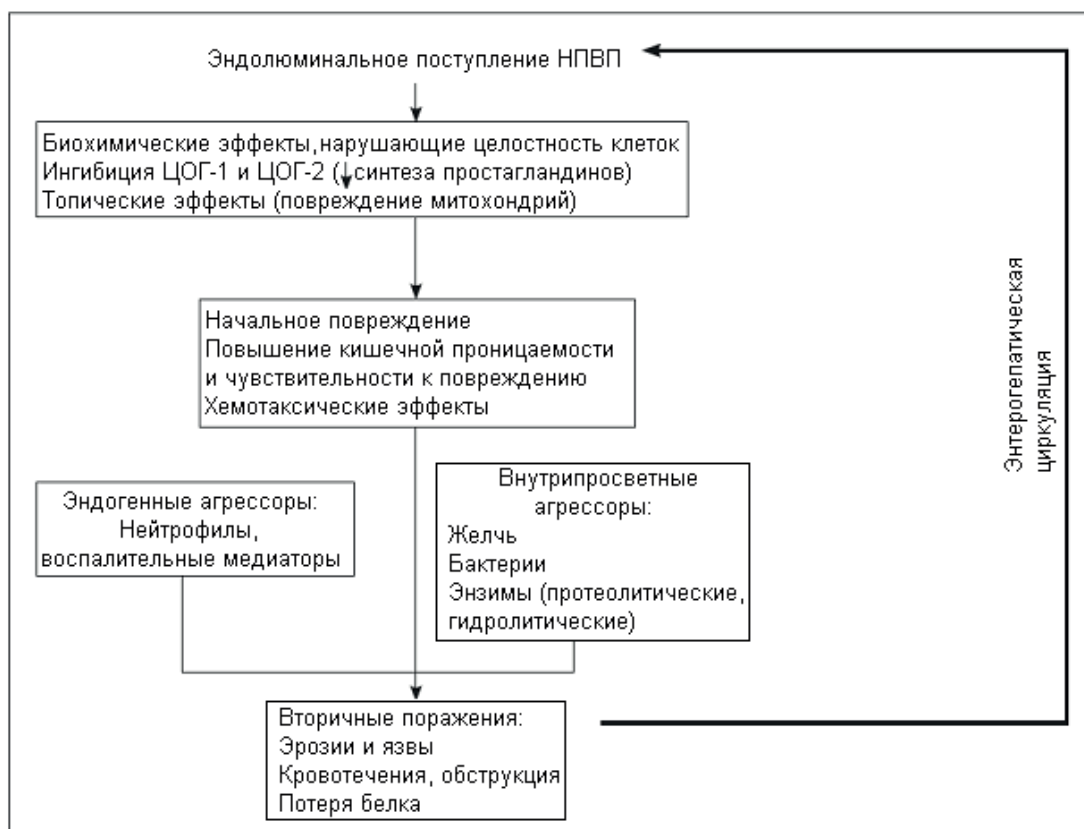 Эндолюминальное поступление НПВП
Биохимические эффекты,нарушающие целостность клеток
Ингибиция ЦОГ-1 и ЦОГ-2 (↓синтеза простагландинов)
Топические эффекты (повреждение митохондрий)
Начальное повреждение
Повышение кишечной проницаемости
и чувствительности к повреждению
Хемотаксические эффекты
Эндогенные агрессоры:
Нейтрофилы,
воспалительные медиаторы
Внутрипросветные
агрессоры:
Желчь
Бактерии
Энзимы (протеолитические,
гидролитические)
Вторичные поражения:
Эрозии и язвы
Кровотечения, обструкция
Потеря белка
Энтерогепатическая
циркуляция